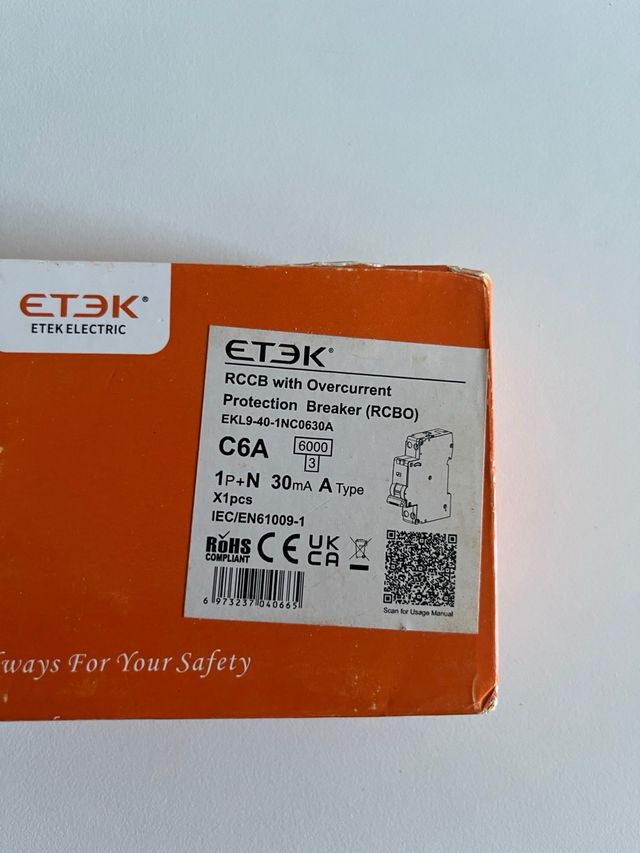 ETEK®
ETEK ELECTRIC
ETEK®
RCCB with Overcurrent
Protection Breaker (RCBO)
EKL9-40-1NC0630A
C6A 6000
3
1P+N 30mA A Type
X1pcs
IEC/EN61009-1
RoHS
COMPLIANT
CE
UK
CA
6 973237 040665
Scan for Usage Manual
For Your Safety